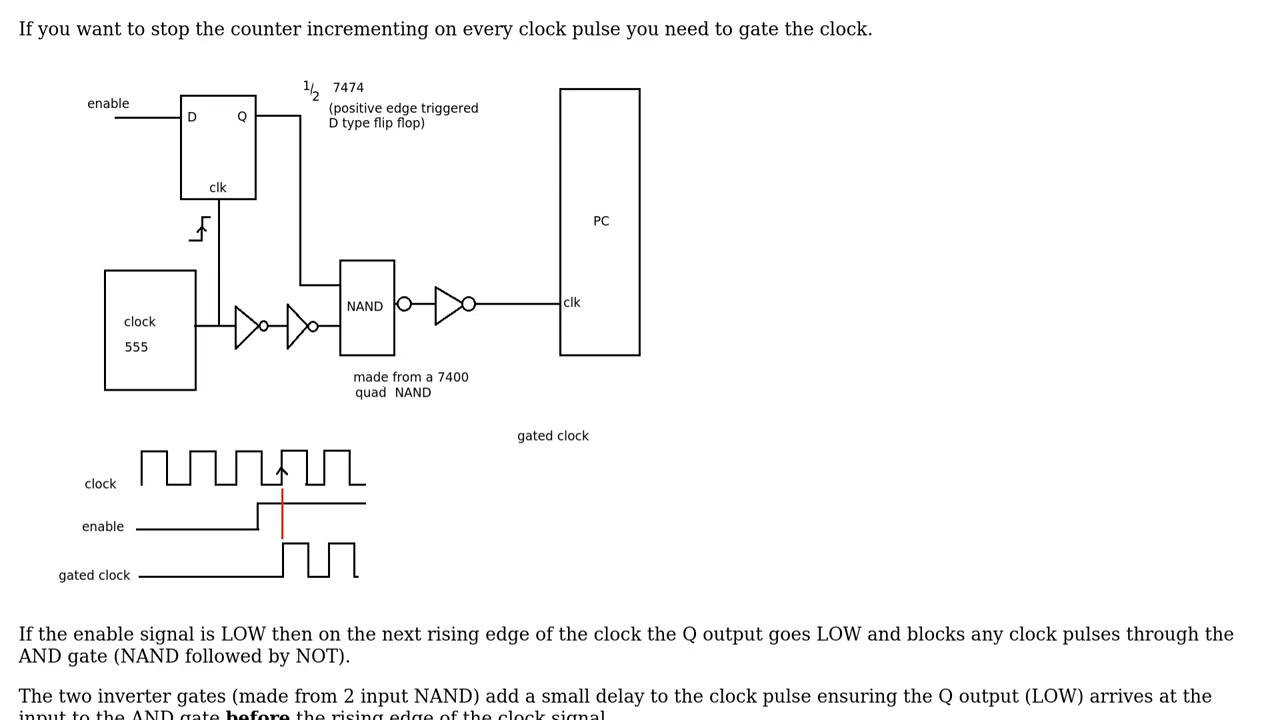 If you want to stop the counter incrementing on every clock pulse you need to gate the clock.
1/2 7474
enable
(positive edge triggered
D type flip flop)
D Q
clk
PC
clock
555
NAND
clk
made from a 7400
quad NAND
gated clock
clock
enable
gated clock
If the enable signal is LOW then on the next rising edge of the clock the Q output goes LOW and blocks any clock pulses through the
AND gate (NAND followed by NOT).
The two inverter gates (made from 2 input NAND) add a small delay to the clock pulse ensuring the Q output (LOW) arrives at the
input to the AND gate before the rising edge of the clock signal.